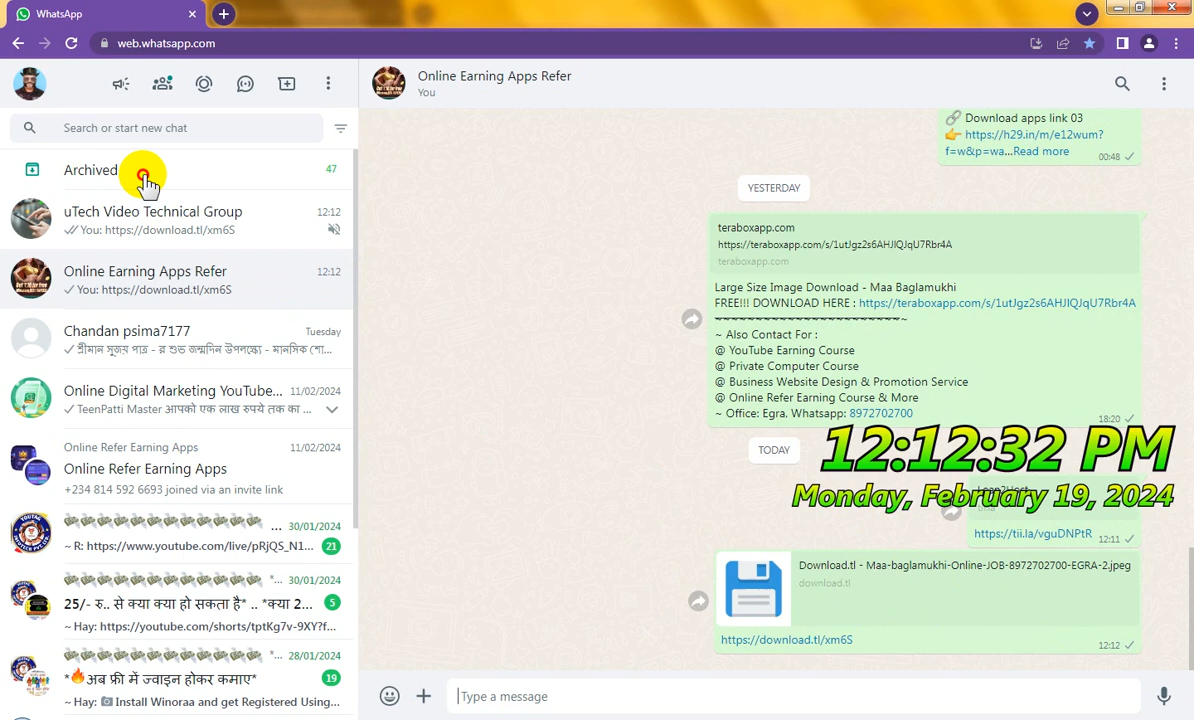 WhatsApp
web.whatsapp.com
Search or start new chat
Archived
47
uTech Video Technical Group
12:12
You: https://download.tl/xm6S
Online Earning Apps Refer
12:12
You: https://download.tl/xm6S
Chandan psima7177
Tuesday
শ্রীমান সুজয় পাত্র - র শুভ জন্মদিন উপলক্ষ্যে - মানসিক শো...
Online Digital Marketing YouTube...
11/02/2024
TeenPatti Master आपको एक लाख रुपये तक का ...
Online Refer Earning Apps
11/02/2024
Online Refer Earning Apps
+234 814 592 6693 joined via an invite link
... 30/01/2024
~ R: https://www.youtube.com/live/pRjQS_N1...
21
*... 30/01/2024
25/- रु.. से क्या क्या हो सकता है* .. *क्या 2...
5
~ Hay: https://youtube.com/shorts/tptKg7v-9XY?f...
*... 28/01/2024
*🔥अब फ्री में ज्वाइन होकर कमाए*
19
~ Hay: 📷 Install Winoraa and get Registered Using...
Online Earning Apps Refer
You
🔗 Download apps link 03
👉 https://h29.in/m/e12wum?
f=w&p=wa...Read more
00:48
YESTERDAY
teraboxapp.com
https://teraboxapp.com/s/1utJgz2s6AHJIQJqU7Rbr4A
teraboxapp.com
Large Size Image Download - Maa Baglamukhi
FREE!!! DOWNLOAD HERE : https://teraboxapp.com/s/1utJgz2s6AHJIQJqU7Rbr4A
~~~~~~~~~~~~~~~~~~~~~~~~~
~ Also Contact For :
@ YouTube Earning Course
@ Private Computer Course
@ Business Website Design & Promotion Service
@ Online Refer Earning Course & More
~ Office: Egra. Whatsapp: 8972702700
18:20
TODAY
12:12:32 PM
Monday, February 19, 2024
https://tii.la/vguDNPtR
12:11
Download.tl - Maa-baglamukhi-Online-JOB-8972702700-EGRA-2.jpeg
download.tl
https://download.tl/xm6S
12:12
Type a message